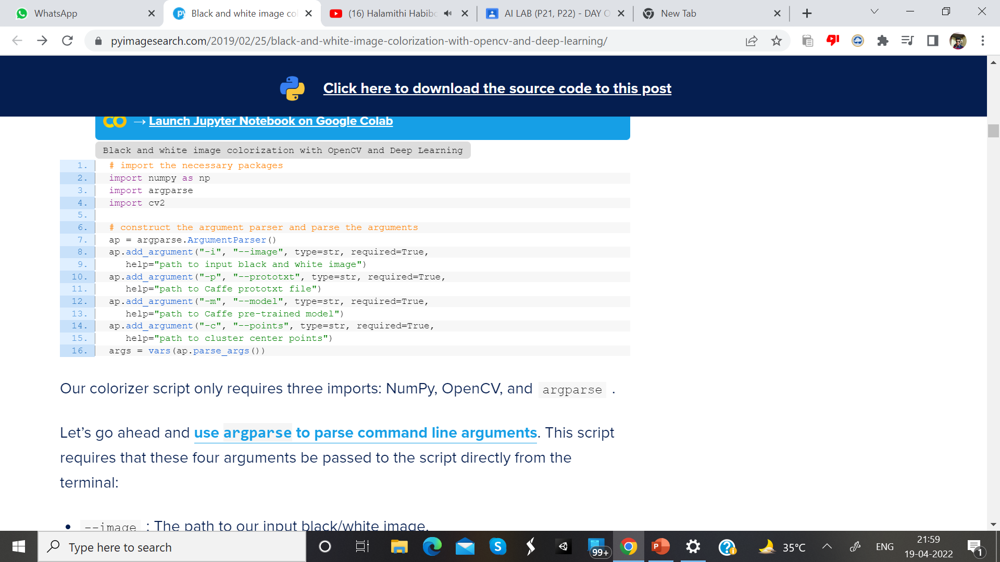 WhatsApp
Black and white image col
(16) Halamithi Habibo
AI LAB (P21, P22) - DAY O
New Tab
pyimagesearch.com/2019/02/25/black-and-white-image-colorization-with-opencv-and-deep-learning/
Click here to download the source code to this post
→ Launch Jupyter Notebook on Google Colab
Black and white image colorization with OpenCV and Deep Learning
1. # import the necessary packages
2. import numpy as np
3. import argparse
4. import cv2
5.
6. # construct the argument parser and parse the arguments
7. ap = argparse.ArgumentParser()
8. ap.add_argument("-i", "--image", type=str, required=True,
9. help="path to input black and white image")
10. ap.add_argument("-p", "--prototxt", type=str, required=True,
11. help="path to Caffe prototxt file")
12. ap.add_argument("-m", "--model", type=str, required=True,
13. help="path to Caffe pre-trained model")
14. ap.add_argument("-c", "--points", type=str, required=True,
15. help="path to cluster center points")
16. args = vars(ap.parse_args())
Our colorizer script only requires three imports: NumPy, OpenCV, and argparse .
Let’s go ahead and use argparse to parse command line arguments. This script
requires that these four arguments be passed to the script directly from the
terminal:
• --image : The path to our input black/white image.
Type here to search
99+
35°C
ENG
21:59
19-04-2022
1